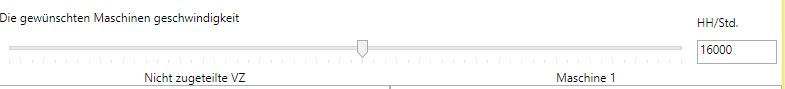 Die gewünschten Maschinen geschwindigkeit
HH/Std.
16000
Nicht zugeteilte VZ
Maschine 1